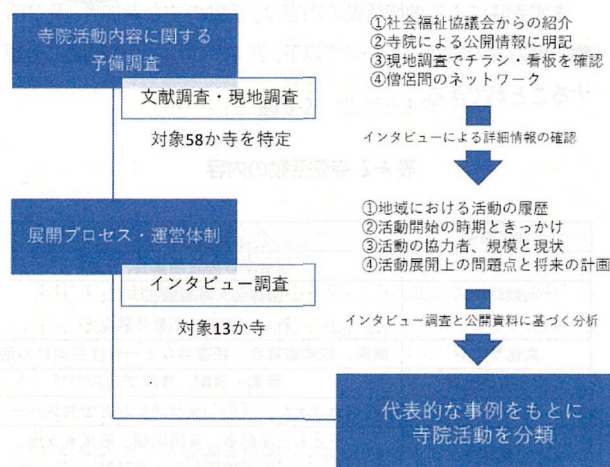 寺院活動内容に関する
予備調査
文献調査・現地調査
対象58か寺を特定
展開プロセス・運営体制
インタビュー調査
対象13か寺
①社会福祉協議会からの紹介
②寺院による公開情報に明記
③現地調査でチラシ・看板を確認
④僧侶間のネットワーク
インタビューによる詳細情報の確認
①地域における活動の履歴
②活動開始の時期ときっかけ
③活動の協力者、規模と現状
④活動展開上の問題点と将来の計画
インタビュー調査と公開資料に基づく分析
代表的な事例をもとに
寺院活動を分類